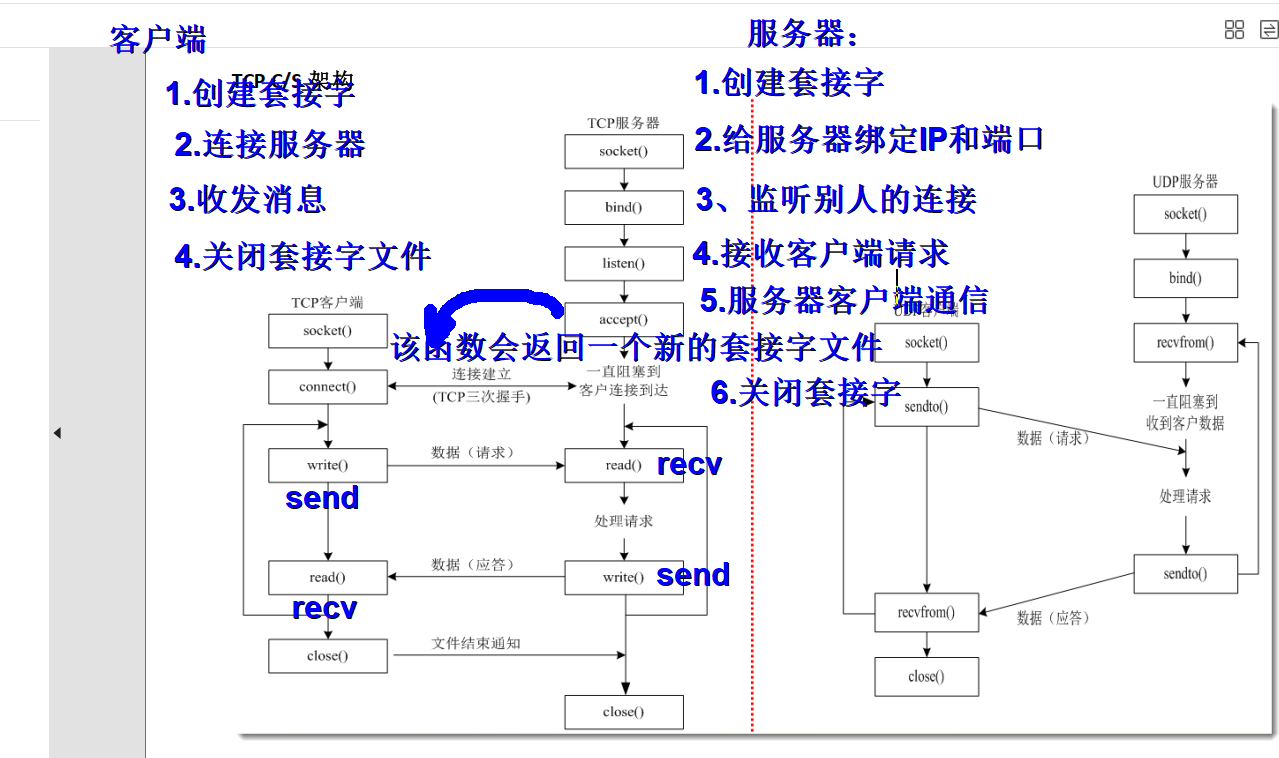 客户端
服务器：
TCP C/S 架构
1.创建套接字
1.创建套接字
TCP服务器
socket()
2.连接服务器
2.给服务器绑定IP和端口
UDP服务器
3.收发消息
bind()
3、监听别人的连接
socket()
4.关闭套接字文件
listen()
4.接收客户端请求
bind()
TCP客户端
5.服务器客户端通信
UDP客户端
socket()
accept()
socket()
recvfrom()
该函数会返回一个新的套接字文件
connect()
连接建立
(TCP三次握手)
一直阻塞到
客户连接到达
6.关闭套接字
sendto()
一直阻塞到
收到客户数据
数据（请求）
write()
数据（请求）
read()
recv
send
处理请求
处理请求
read()
数据（应答）
write()
send
sendto()
recv
recvfrom()
数据（应答）
close()
文件结束通知
close()
close()